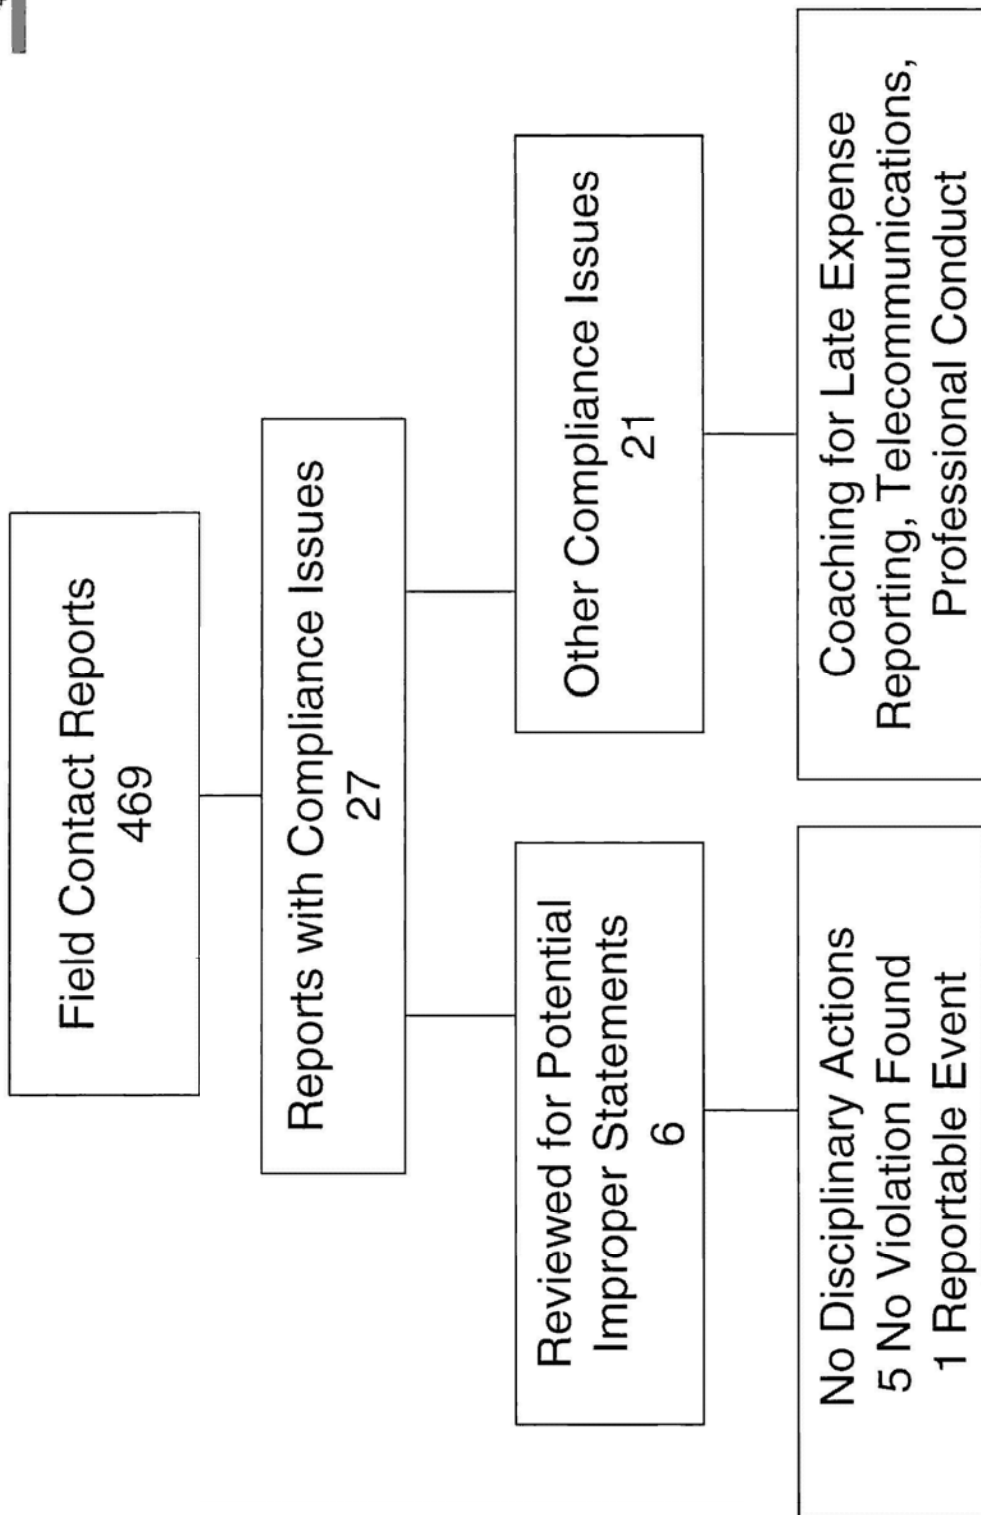 Field Contact Reports
469
Reports with Compliance Issues
27
Reviewed for Potential
Improper Statements
6
Other Compliance Issues
21
No Disciplinary Actions
5 No Violation Found
1 Reportable Event
Coaching for Late Expense
Reporting, Telecommunications,
Professional Conduct